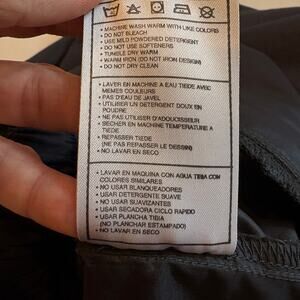 • MACHINE WASH WARM WITH LIKE COLORS
• DO NOT BLEACH
• USE MILD POWDERED DETERGENT
• DO NOT USE SOFTENERS
• TUMBLE DRY WARM
• WARM IRON (DO NOT IRON DESIGN)
• DO NOT DRY CLEAN
• LAVER EN MACHINE A EAU TIEDE AVEC
MEMES COULEURS
• PAS D'EAU DE JAVEL
• UTILISER UN DETERGENT DOUX EN
POUDRE
• NE PAS UTILISER D'ADOUCISSEUR
• SECHER EN MACHINE TEMPERATURE A
TIEDE
• REPASSER TIEDE
(NE PAS REPASSER LE DESSIN)
• NO LAVAR EN SECO
• LAVAR EN MAQUINA CON AGUA TIBIA CON
COLORES SIMILARES
• NO USAR BLANQUEADORES
• USAR DETERGENTE SUAVE
• NO USAR SUAVIZANTES
• USAR SECADORA CICLO RAPIDO
• USAR PLANCHA TIBIA
(NO PLANCHAR ESTAMPADO)
• NO LAVAR EN SECO